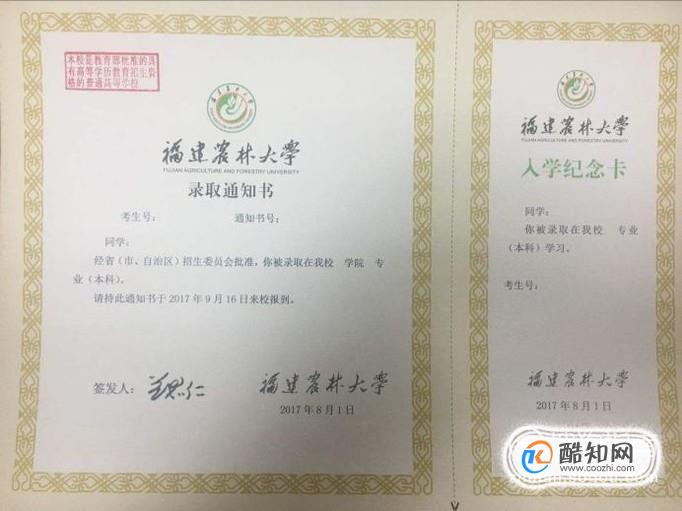 本校是教育部批准的具
有高等学历教育招生资
格的普通高等学校
福建农林大学
FUJIAN AGRICULTURE AND FORESTRY UNIVERSITY
录取通知书
考生号： 通知书号：
同学：
经省（市、自治区）招生委员会批准，你被录取在我校 学院 专
业（本科）。
请持此通知书于2017年9月16日来校报到。
签发人： 兰思仁 福建农林大学
2017年8月1日
福建农林大学
FUJIAN AGRICULTURE AND FORESTRY UNIVERSITY
入学纪念卡
同学：
你被录取在我校 专业
（本科）学习。
考生号：
福建农林大学
2017年8月1日
酷知网
www.coozhi.com